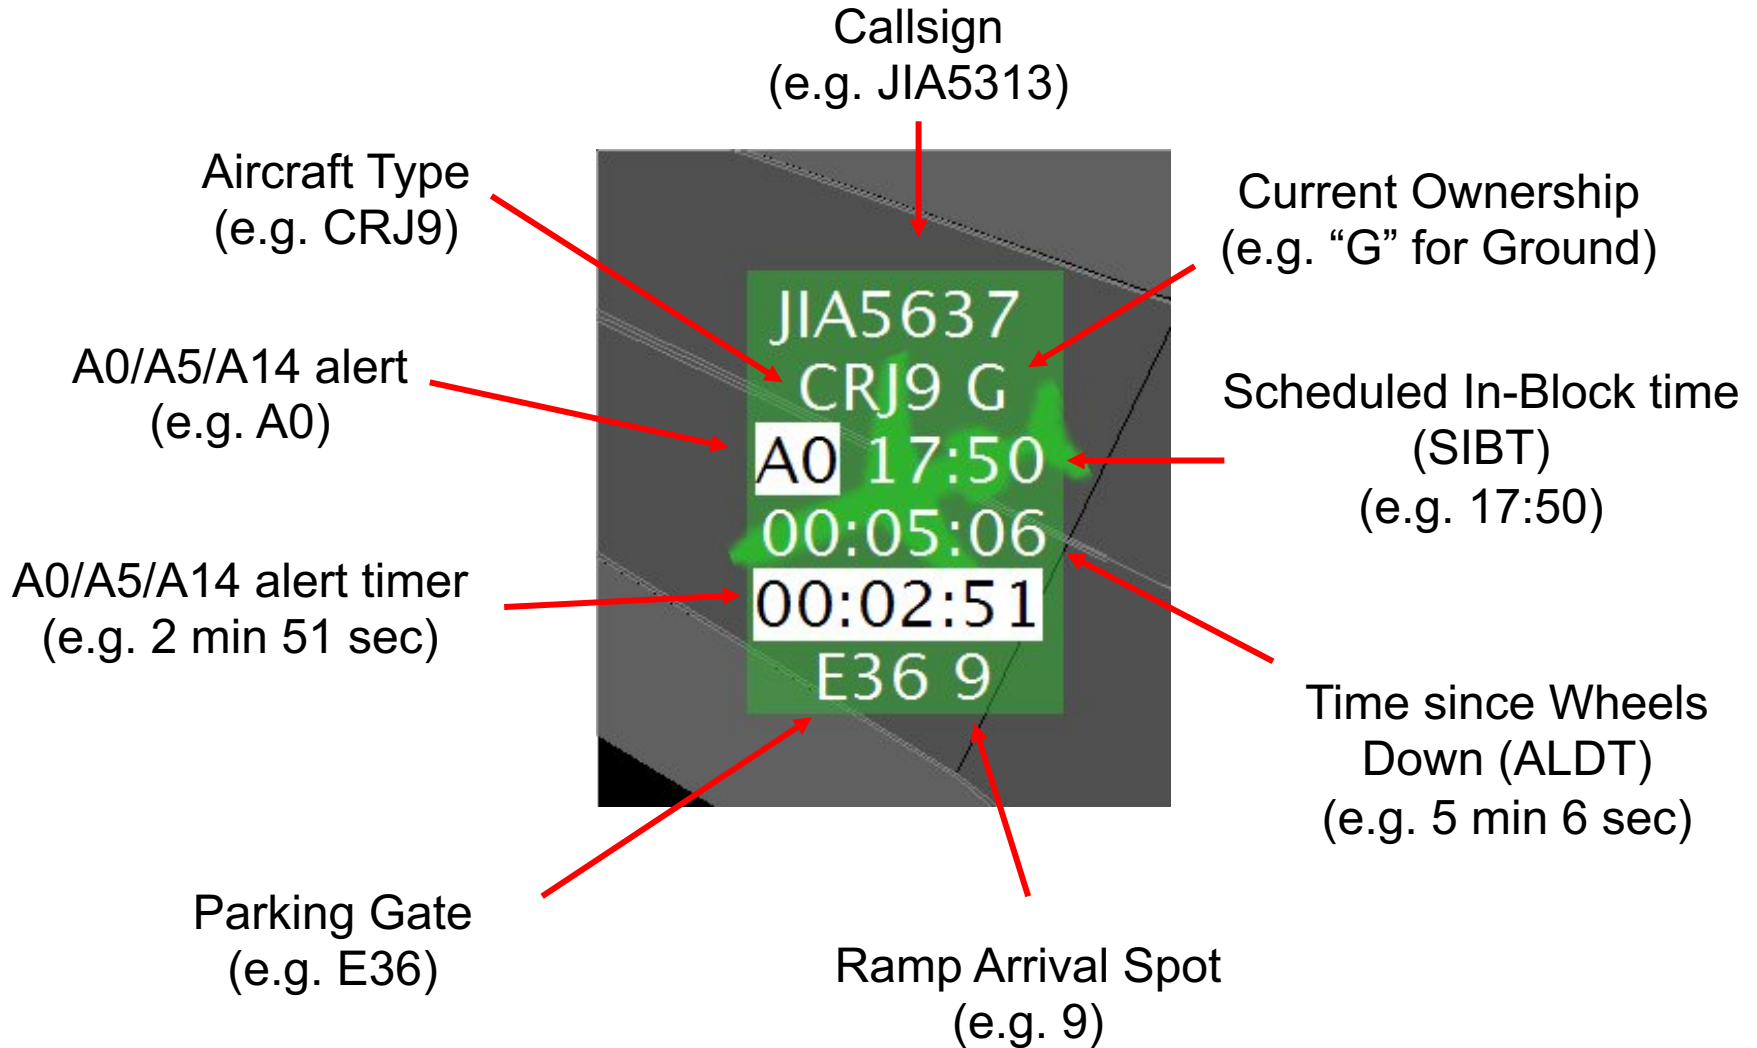 Callsign
(e.g. JIA5313)
Aircraft Type
(e.g. CRJ9)
Current Ownership
(e.g. “G” for Ground)
A0/A5/A14 alert
(e.g. A0)
Scheduled In-Block time
(SIBT)
(e.g. 17:50)
JIA5637
CRJ9 G
A0 17:50
00:05:06
00:02:51
E36 9
A0/A5/A14 alert timer
(e.g. 2 min 51 sec)
Time since Wheels
Down (ALDT)
(e.g. 5 min 6 sec)
Parking Gate
(e.g. E36)
Ramp Arrival Spot
(e.g. 9)